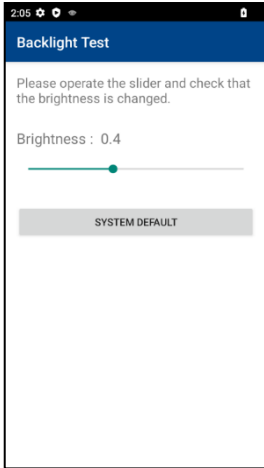 2:05
Backlight Test
Please operate the slider and check that
the brightness is changed.
Brightness : 0.4
SYSTEM DEFAULT